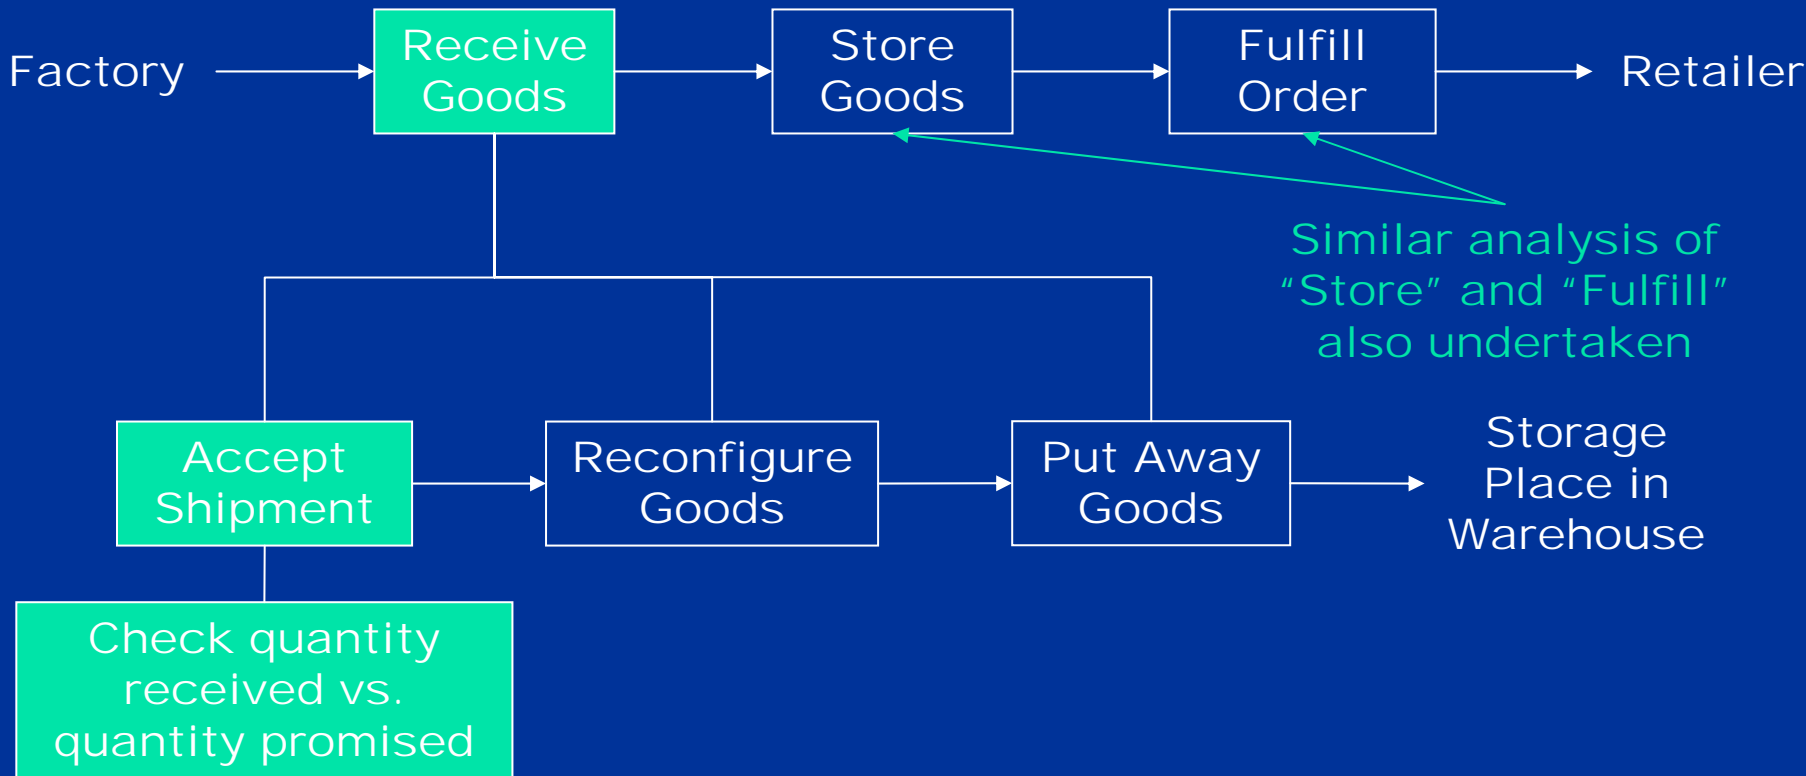 Factory
Receive
Goods
Store
Goods
Fulfill
Order
Retailer
Similar analysis of
“Store” and “Fulfill”
also undertaken
Accept
Shipment
Reconfigure
Goods
Put Away
Goods
Storage
Place in
Warehouse
Check quantity
received vs.
quantity promised